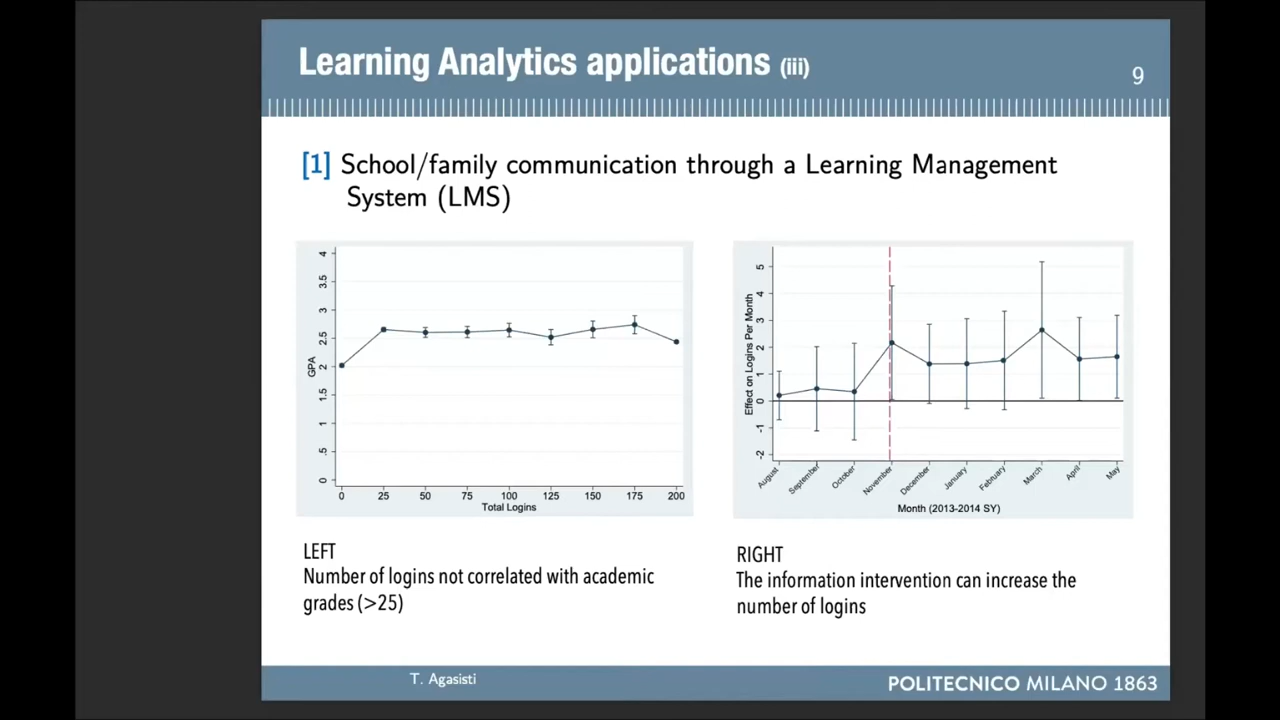 Learning Analytics applications (iii)
9
[1] School/family communication through a Learning Management
System (LMS)
GPA
4
3.5
3
2.5
2
1.5
1
.5
0
0 25 50 75 100 125 150 175 200
Total Logins
Effect on Logins Per Month
5
4
3
2
1
0
-1
-2
August September October November December January February March April May
Month (2013-2014 SY)
LEFT
Number of logins not correlated with academic
grades (>25)
RIGHT
The information intervention can increase the
number of logins
T. Agasisti
POLITECNICO MILANO 1863